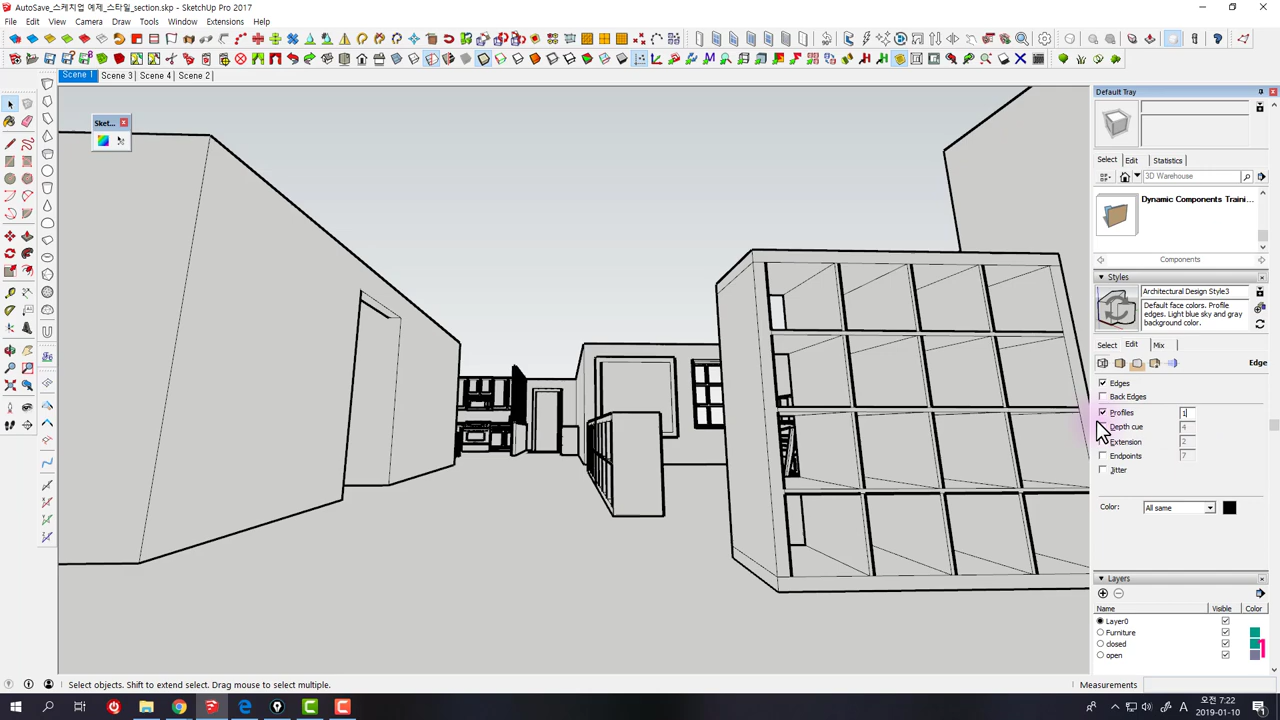 AutoSave_스케치업 예제_스타일_section.skp - SketchUp Pro 2017
File Edit View Camera Draw Tools Window Extensions Help
Scene 1 Scene 3 Scene 4 Scene 2
Sket...
Default Tray
Select Edit Statistics
3D Warehouse
Dynamic Components Traini...
Components
Styles
Architectural Design Style3
Default face colors. Profile
edges. Light blue sky and gray
background color.
Select Edit Mix
Edge
Edges
Back Edges
Profiles 1
Depth cue 4
Extension 2
Endpoints 7
Jitter
Color: All same
Layers
Name Visible Color
Layer0
Furniture
closed
open
1
Select objects. Shift to extend select. Drag mouse to select multiple.
Measurements
A 오전 7:22
2019-01-10